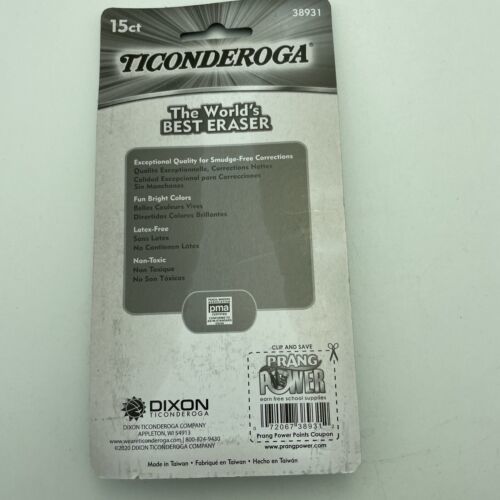 15ct
38931
TICONDEROGA®
The World's
BEST ERASER
Exceptional Quality for Smudge-Free Corrections
Qualité Exceptionnelle, Corrections Nettes
Calidad Excepcional para Correcciones
Sin Manchones
Fun Bright Colors
Belles Couleurs Vives
Divertidos Colores Brillantes
Latex-Free
Sans Latex
No Contienen Látex
Non-Toxic
Non Toxique
No Son Tóxicos
pma
CERTIFIED
DIXON
TICONDEROGA
DIXON TICONDEROGA COMPANY
APPLETON, WI 54913
www.weareticonderoga.com | 800-824-9430
©2020 DIXON TICONDEROGA COMPANY
CLIP AND SAVE
PRANG
POWER
earn free school supplies
72067 38931
Prang Power Points Coupon
www.prangpower.com
Made in Taiwan • Fabriqué en Taiwan • Hecho en Taiwán